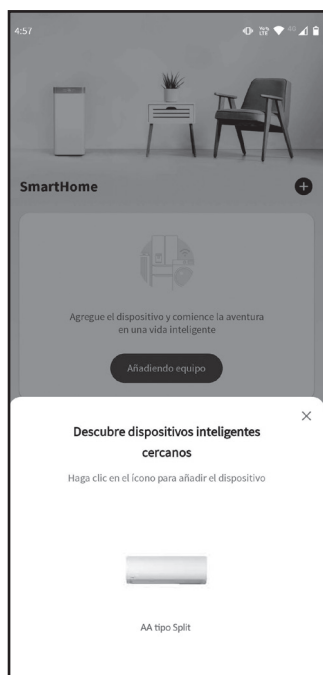 4:57
4G
SmartHome
Agregue el dispositivo y comience la aventura
en una vida inteligente
Añadiendo equipo
Descubre dispositivos inteligentes
cercanos
Haga clic en el ícono para añadir el dispositivo
AA tipo Split